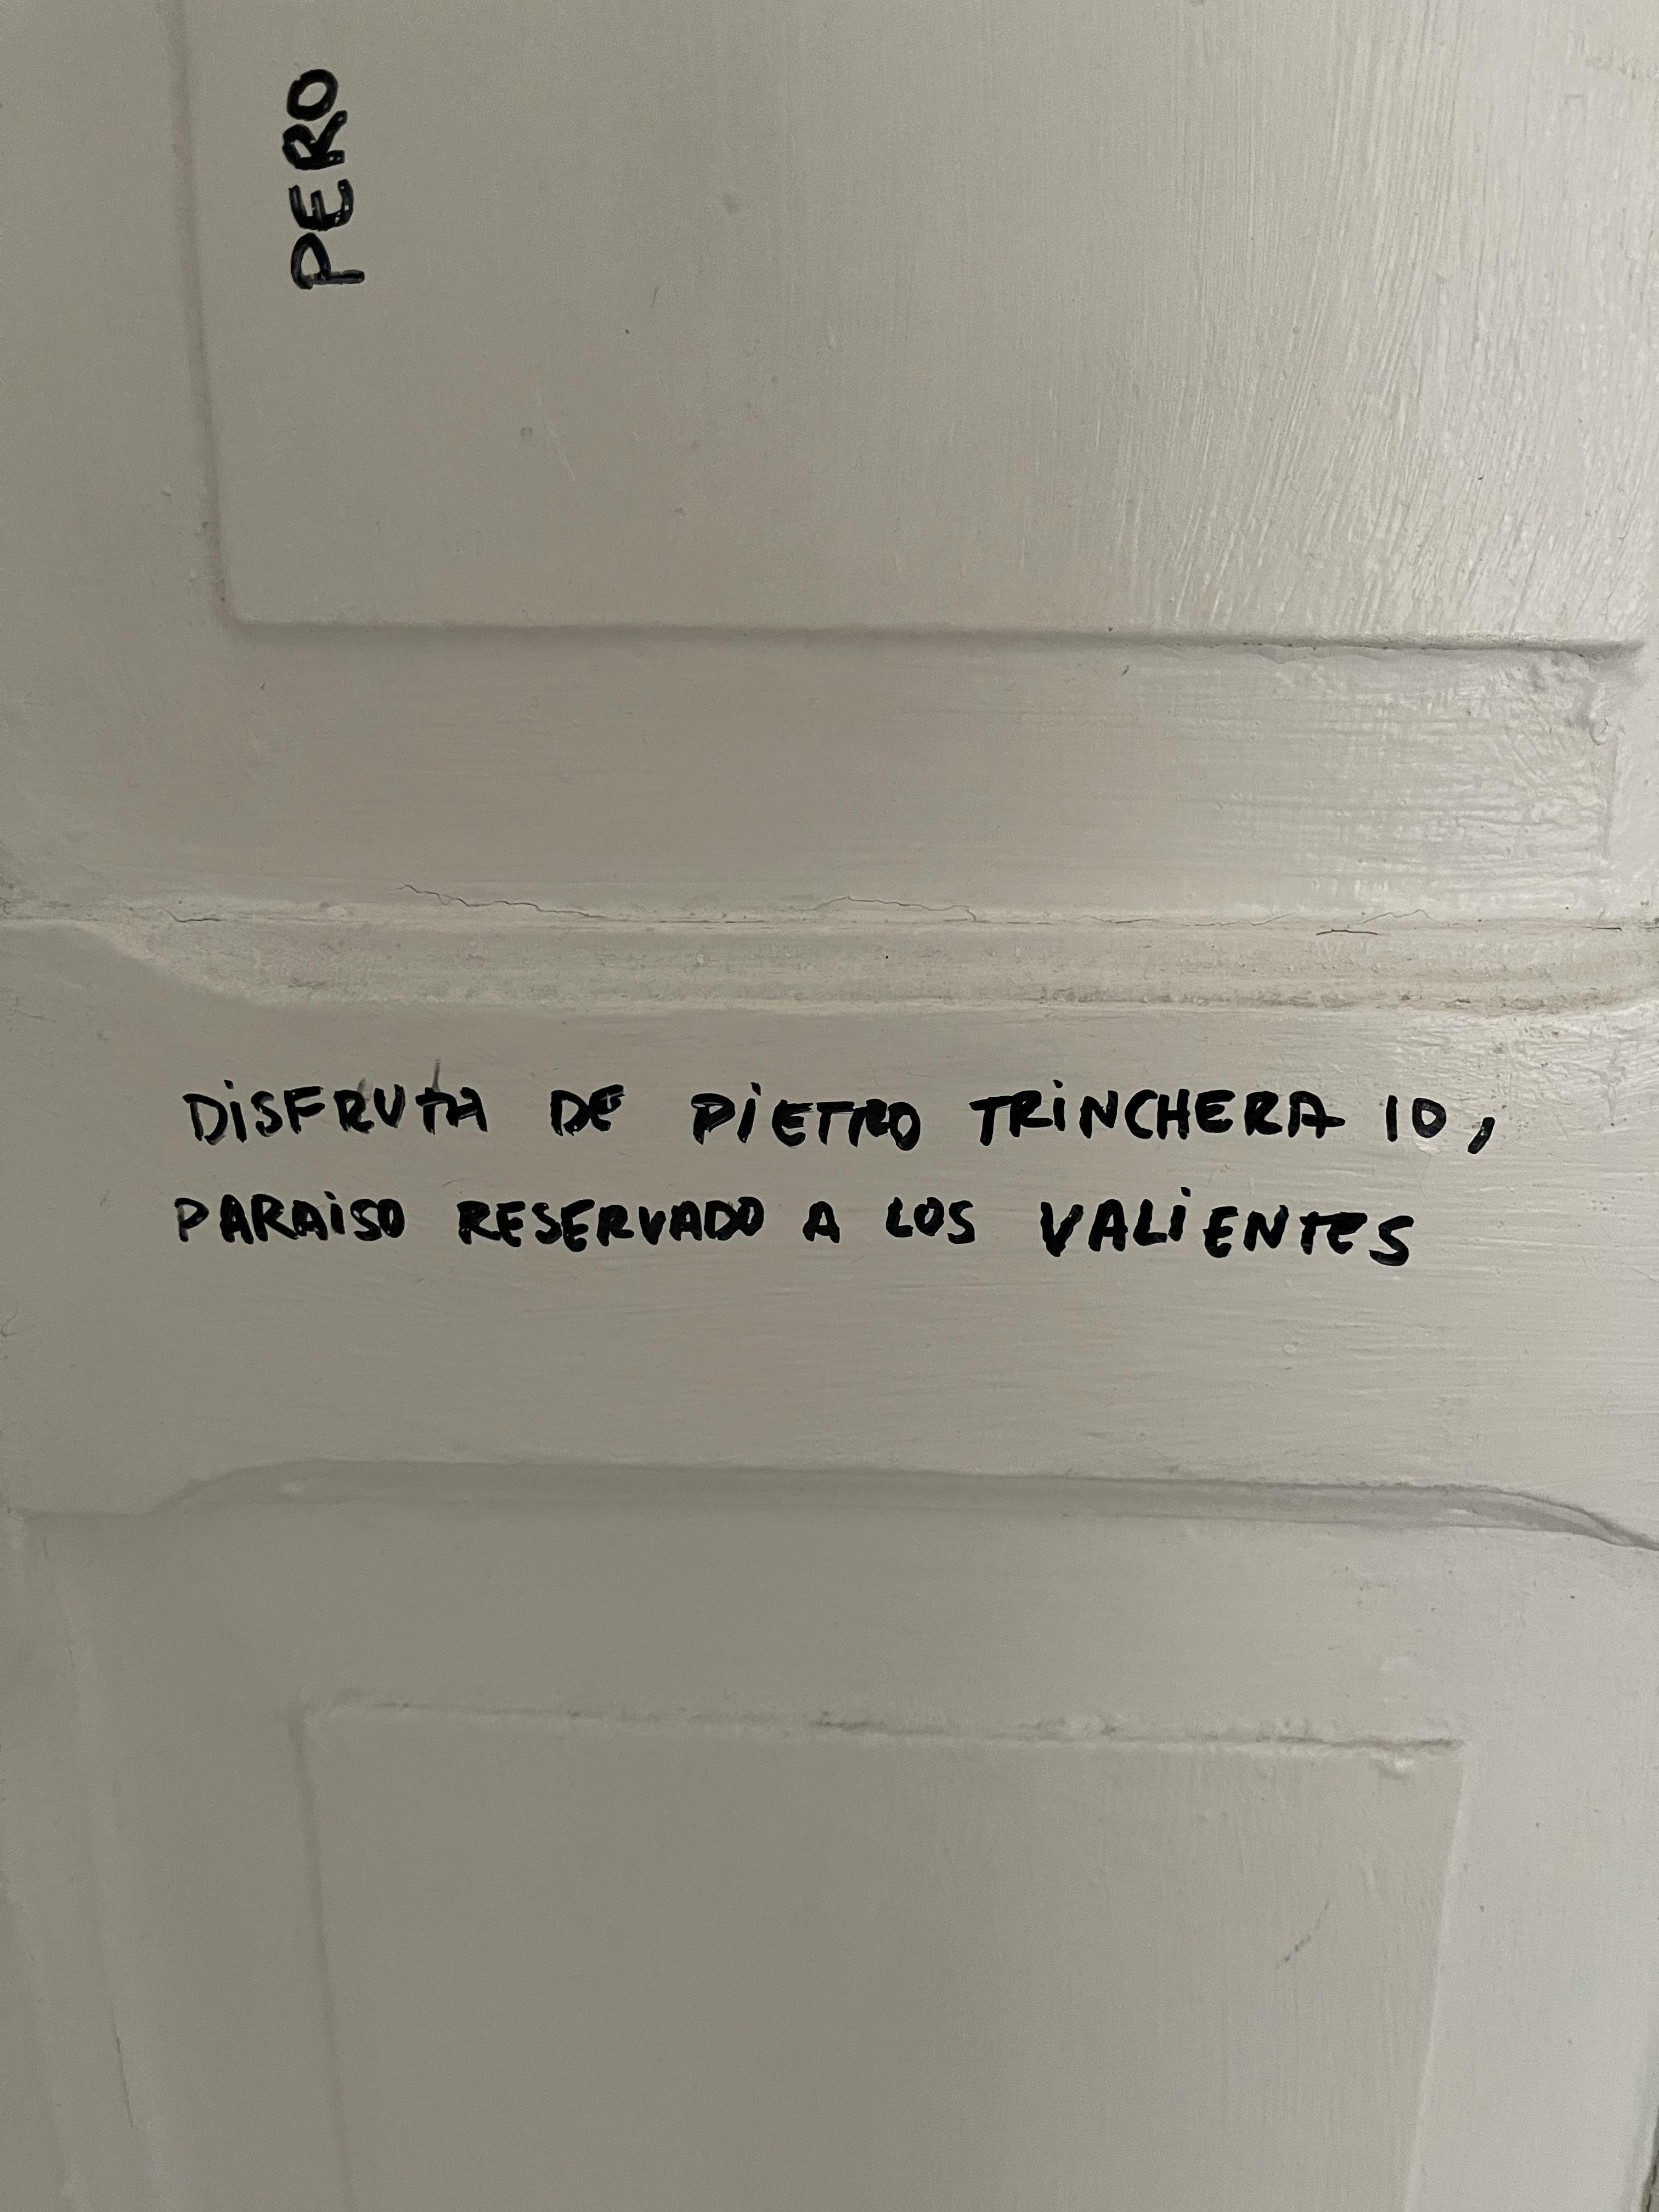 PERO
DISFRUTA DE PIETRO TRINCHERA 10,
PARAISO RESERVADO A LOS VALIENTES